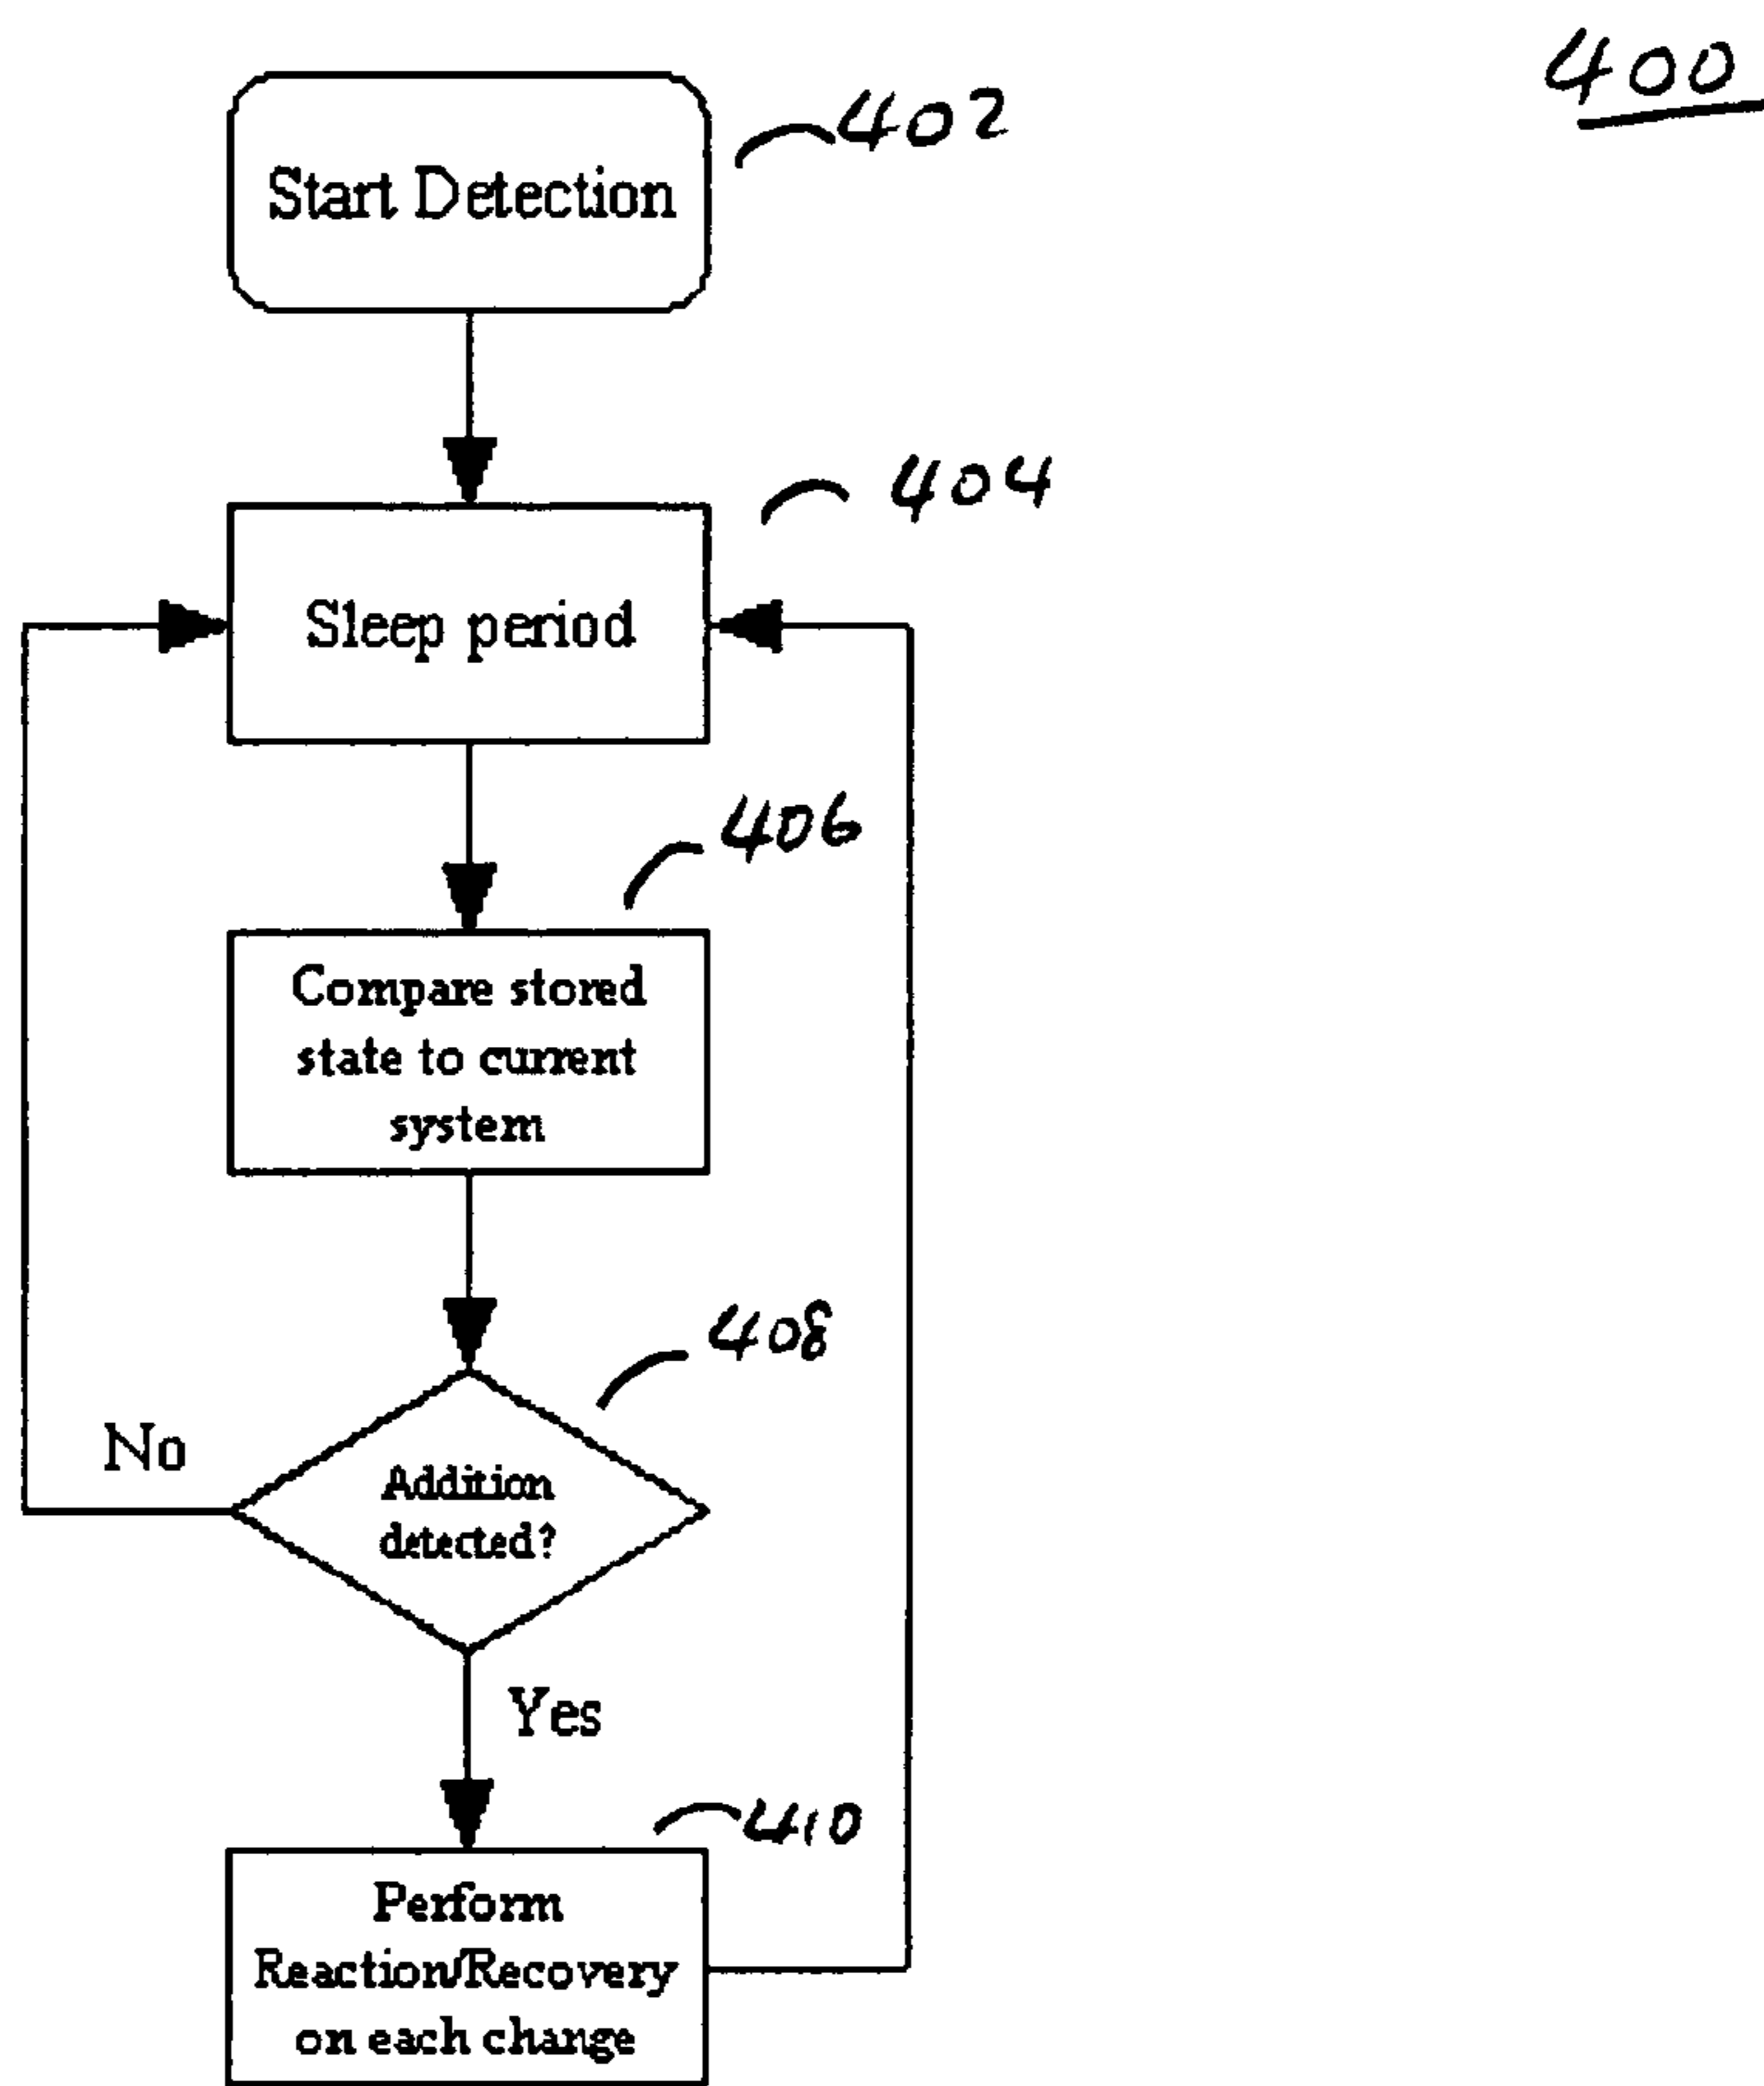 400
402
Start Detection
404
Sleep period
406
Compare stored
state to current
system
408
No
Addition
detected?
Yes
410
Perform
Reaction/Recovery
on each change